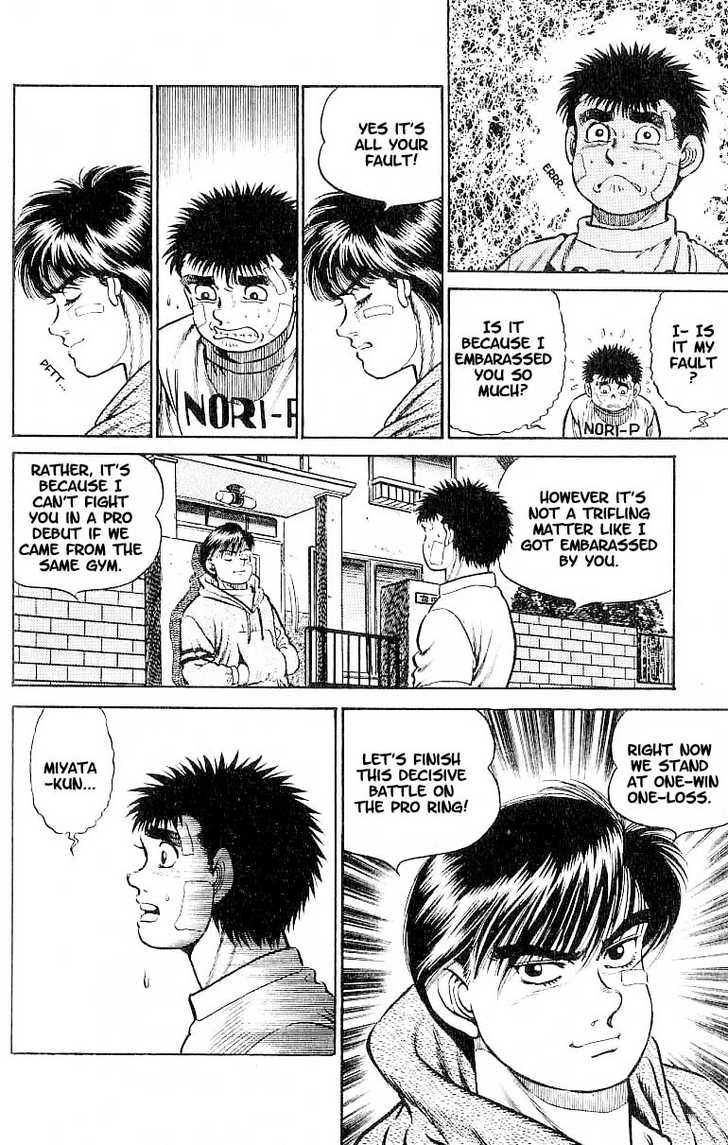 ERRR...
NORI-P
I- IS
IT MY
FAULT
?
IS IT
BECAUSE I
EMBARASSED
YOU SO
MUCH?
NORI-P
YES IT'S
ALL YOUR
FAULT!
NORI-P
PFTT...
HOWEVER IT'S
NOT A TRIFLING
MATTER LIKE I
GOT EMBARASSED
BY YOU.
RATHER, IT'S
BECAUSE I
CAN'T FIGHT
YOU IN A PRO
DEBUT IF WE
CAME FROM THE
SAME GYM.
RIGHT NOW
WE STAND
AT ONE-WIN
ONE-LOSS.
LET'S FINISH
THIS DECISIVE
BATTLE ON
THE PRO RING!
MIYATA
-KUN...